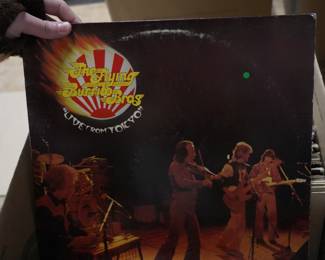 The Flying
Burrito Bros
"LIVE FROM TOKYO"